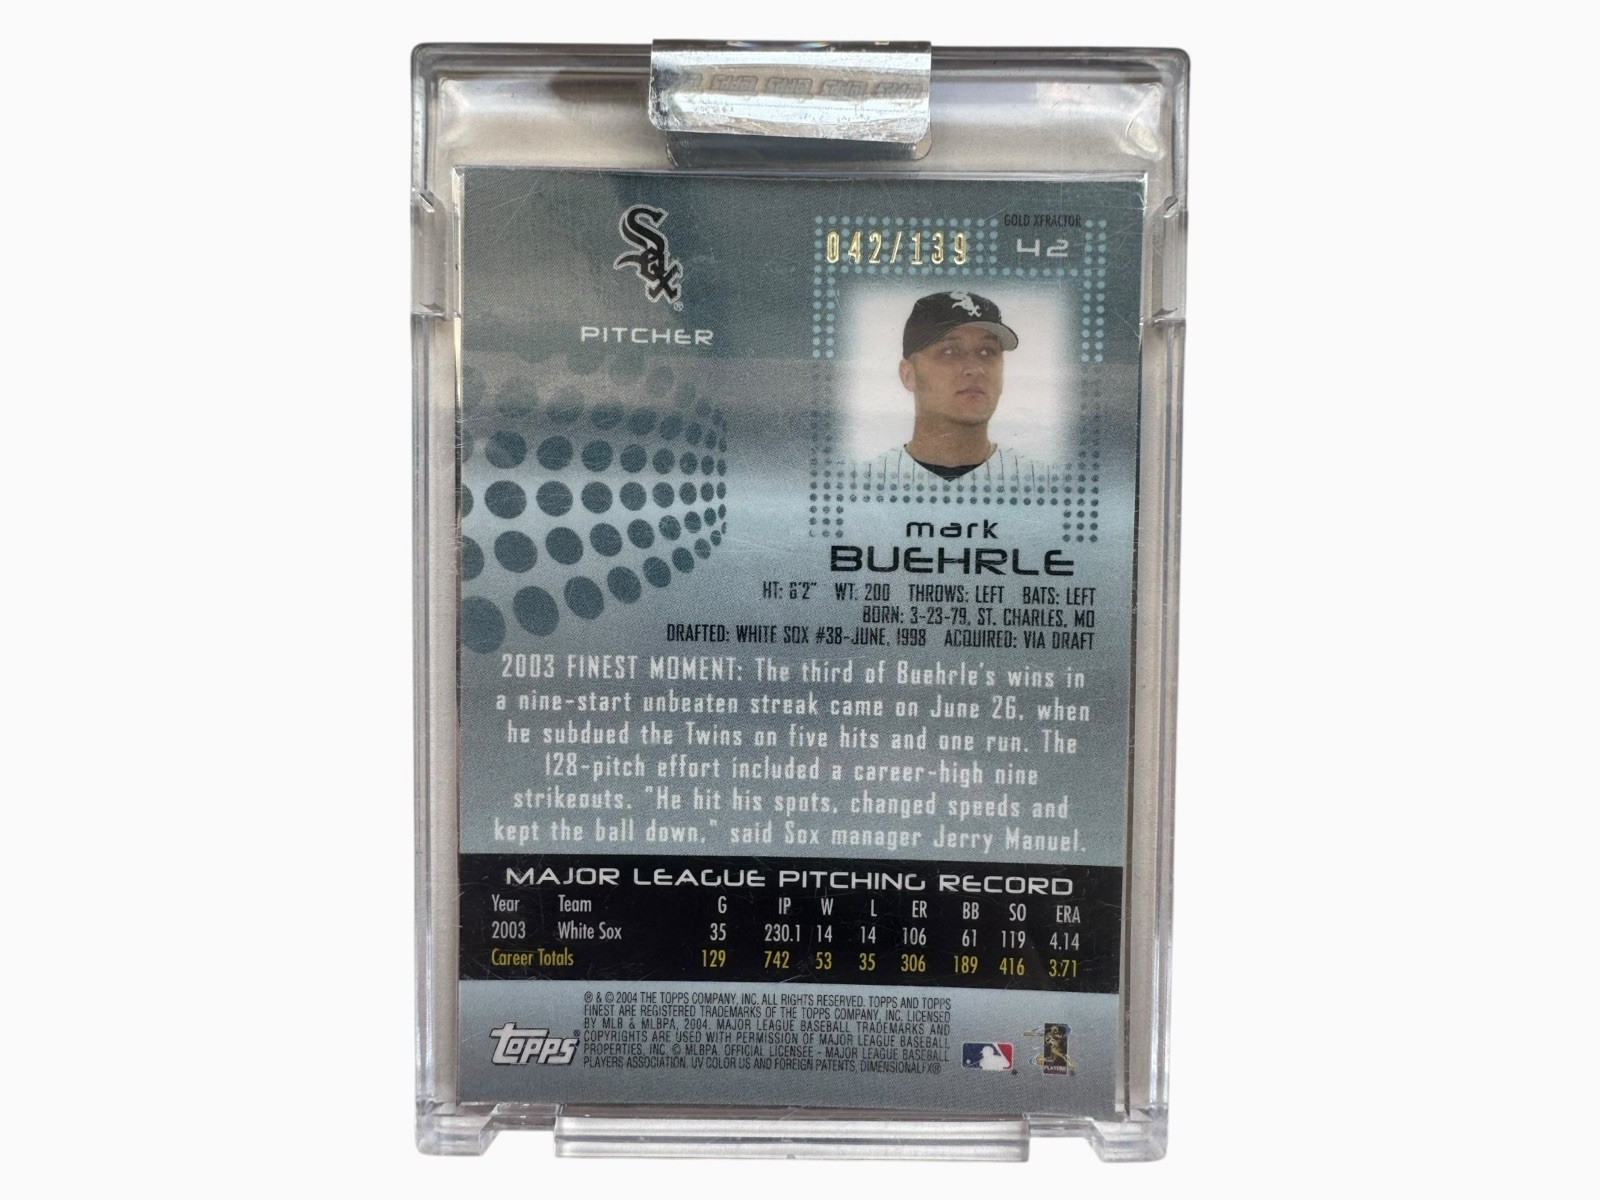 topps topps topps topps
Sox
PITCHER
GOLD XFRACTOR
042/139
42
mark
BUEHRLE
HT: 6'2" WT: 200 THROWS: LEFT BATS: LEFT
BORN: 3-23-79, ST. CHARLES, MO
DRAFTED: WHITE SOX #38-JUNE, 1998 ACQUIRED: VIA DRAFT
2003 FINEST MOMENT: The third of Buehrle's wins in
a nine-start unbeaten streak came on June 26, when
he subdued the Twins on five hits and one run. The
128-pitch effort included a career-high nine
strikeouts. "He hit his spots, changed speeds and
kept the ball down," said Sox manager Jerry Manuel.
MAJOR LEAGUE PITCHING RECORD
Year Team G IP W L ER BB SO ERA
2003 White Sox 35 230.1 14 14 106 61 119 4.14
Career Totals 129 742 53 35 306 189 416 3.71
℗ & © 2004 THE TOPPS COMPANY, INC. ALL RIGHTS RESERVED. TOPPS AND TOPPS
FINEST ARE REGISTERED TRADEMARKS OF THE TOPPS COMPANY, INC. LICENSED
BY MLB & MLBPA, 2004. MAJOR LEAGUE BASEBALL TRADEMARKS AND
COPYRIGHTS ARE USED WITH PERMISSION OF MAJOR LEAGUE BASEBALL
PROPERTIES, INC. © MLBPA. OFFICIAL LICENSEE - MAJOR LEAGUE BASEBALL
PLAYERS ASSOCIATION. UV COLOR US AND FOREIGN PATENTS, DIMENSIONALFX®
topps®
PLAYERS